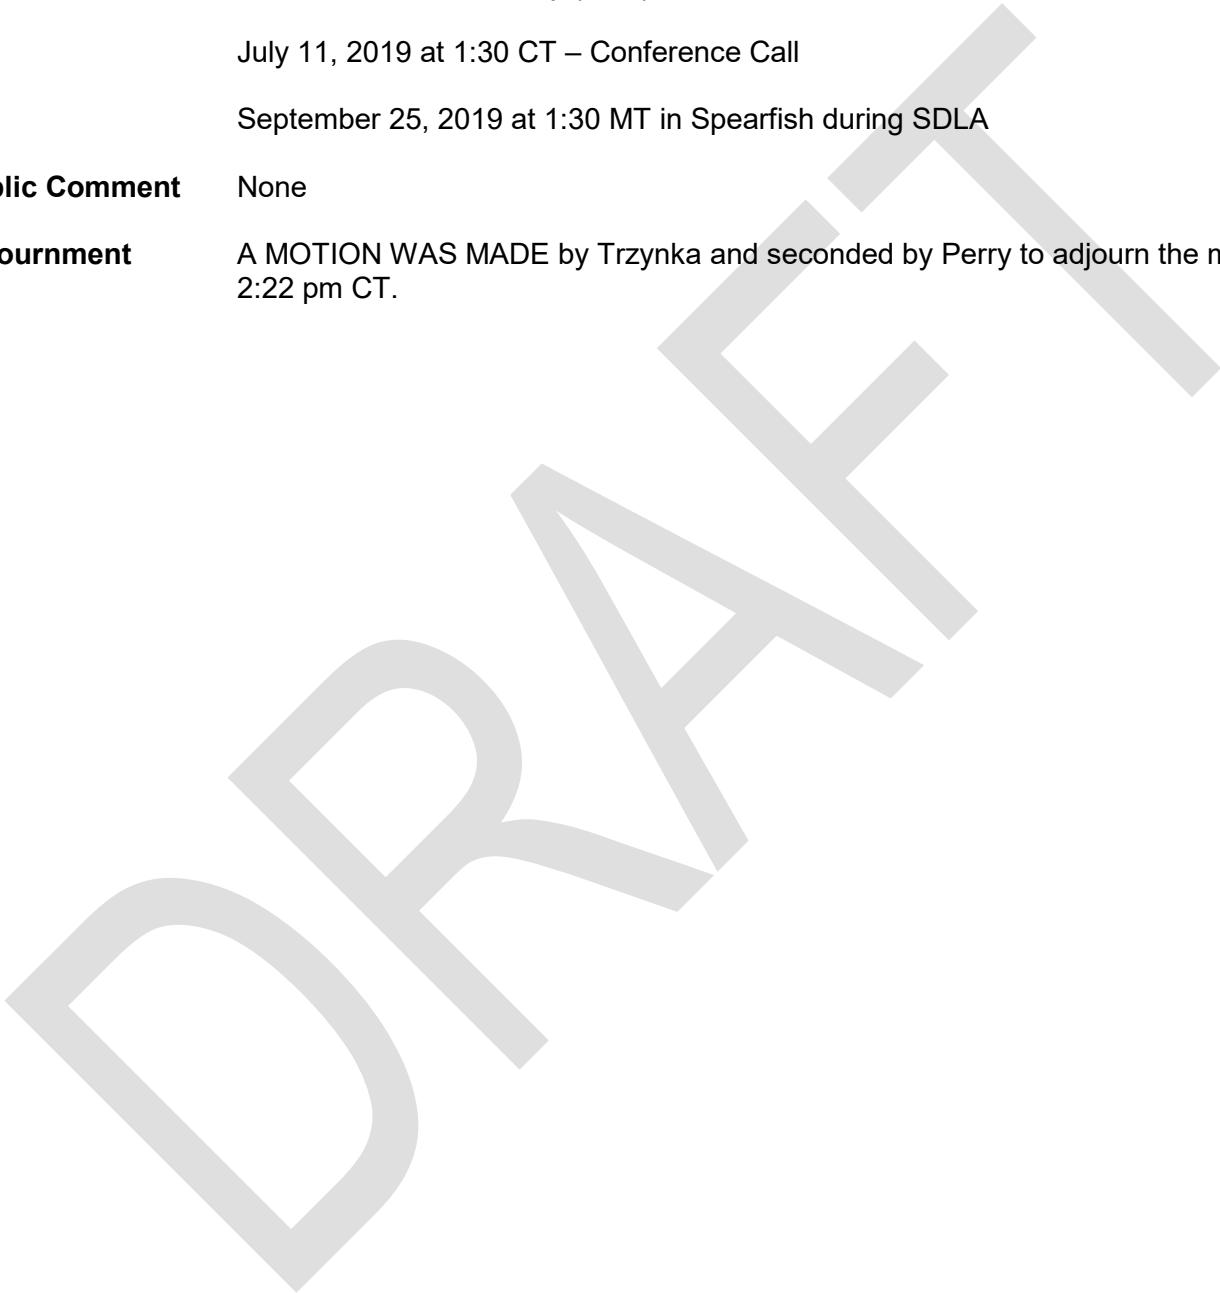 July 11, 2019 at 1:30 CT – Conference Call
September 25, 2019 at 1:30 MT in Spearfish during SDLA
blic Comment None
ournment A MOTION WAS MADE by Trzynka and seconded by Perry to adjourn the m
2:22 pm CT.
DRAFT